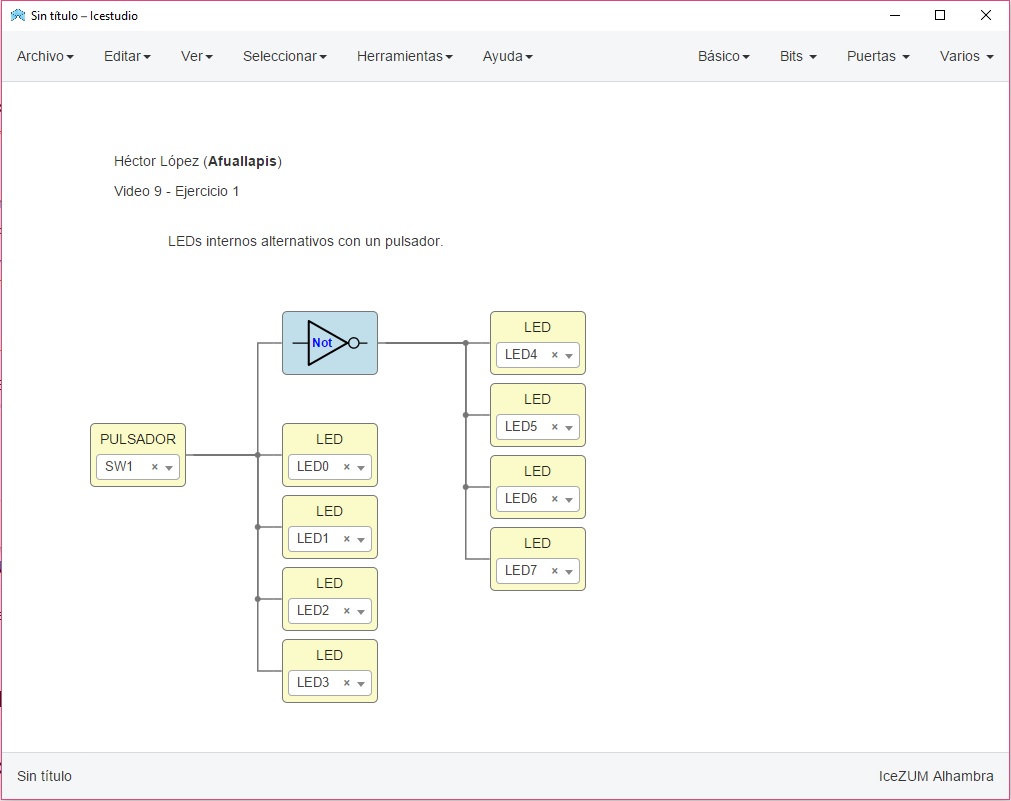 Sin título – Icestudio
Archivo Editar Ver Seleccionar Herramientas Ayuda Básico Bits Puertas Varios
Héctor López (Afuallapis)
Video 9 - Ejercicio 1
LEDs internos alternativos con un pulsador.
Not
LED
LED4 ×
LED
LED5 ×
PULSADOR
SW1 ×
LED
LED0 ×
LED
LED6 ×
LED
LED1 ×
LED
LED7 ×
LED
LED2 ×
LED
LED3 ×
Sin título
IceZUM Alhambra